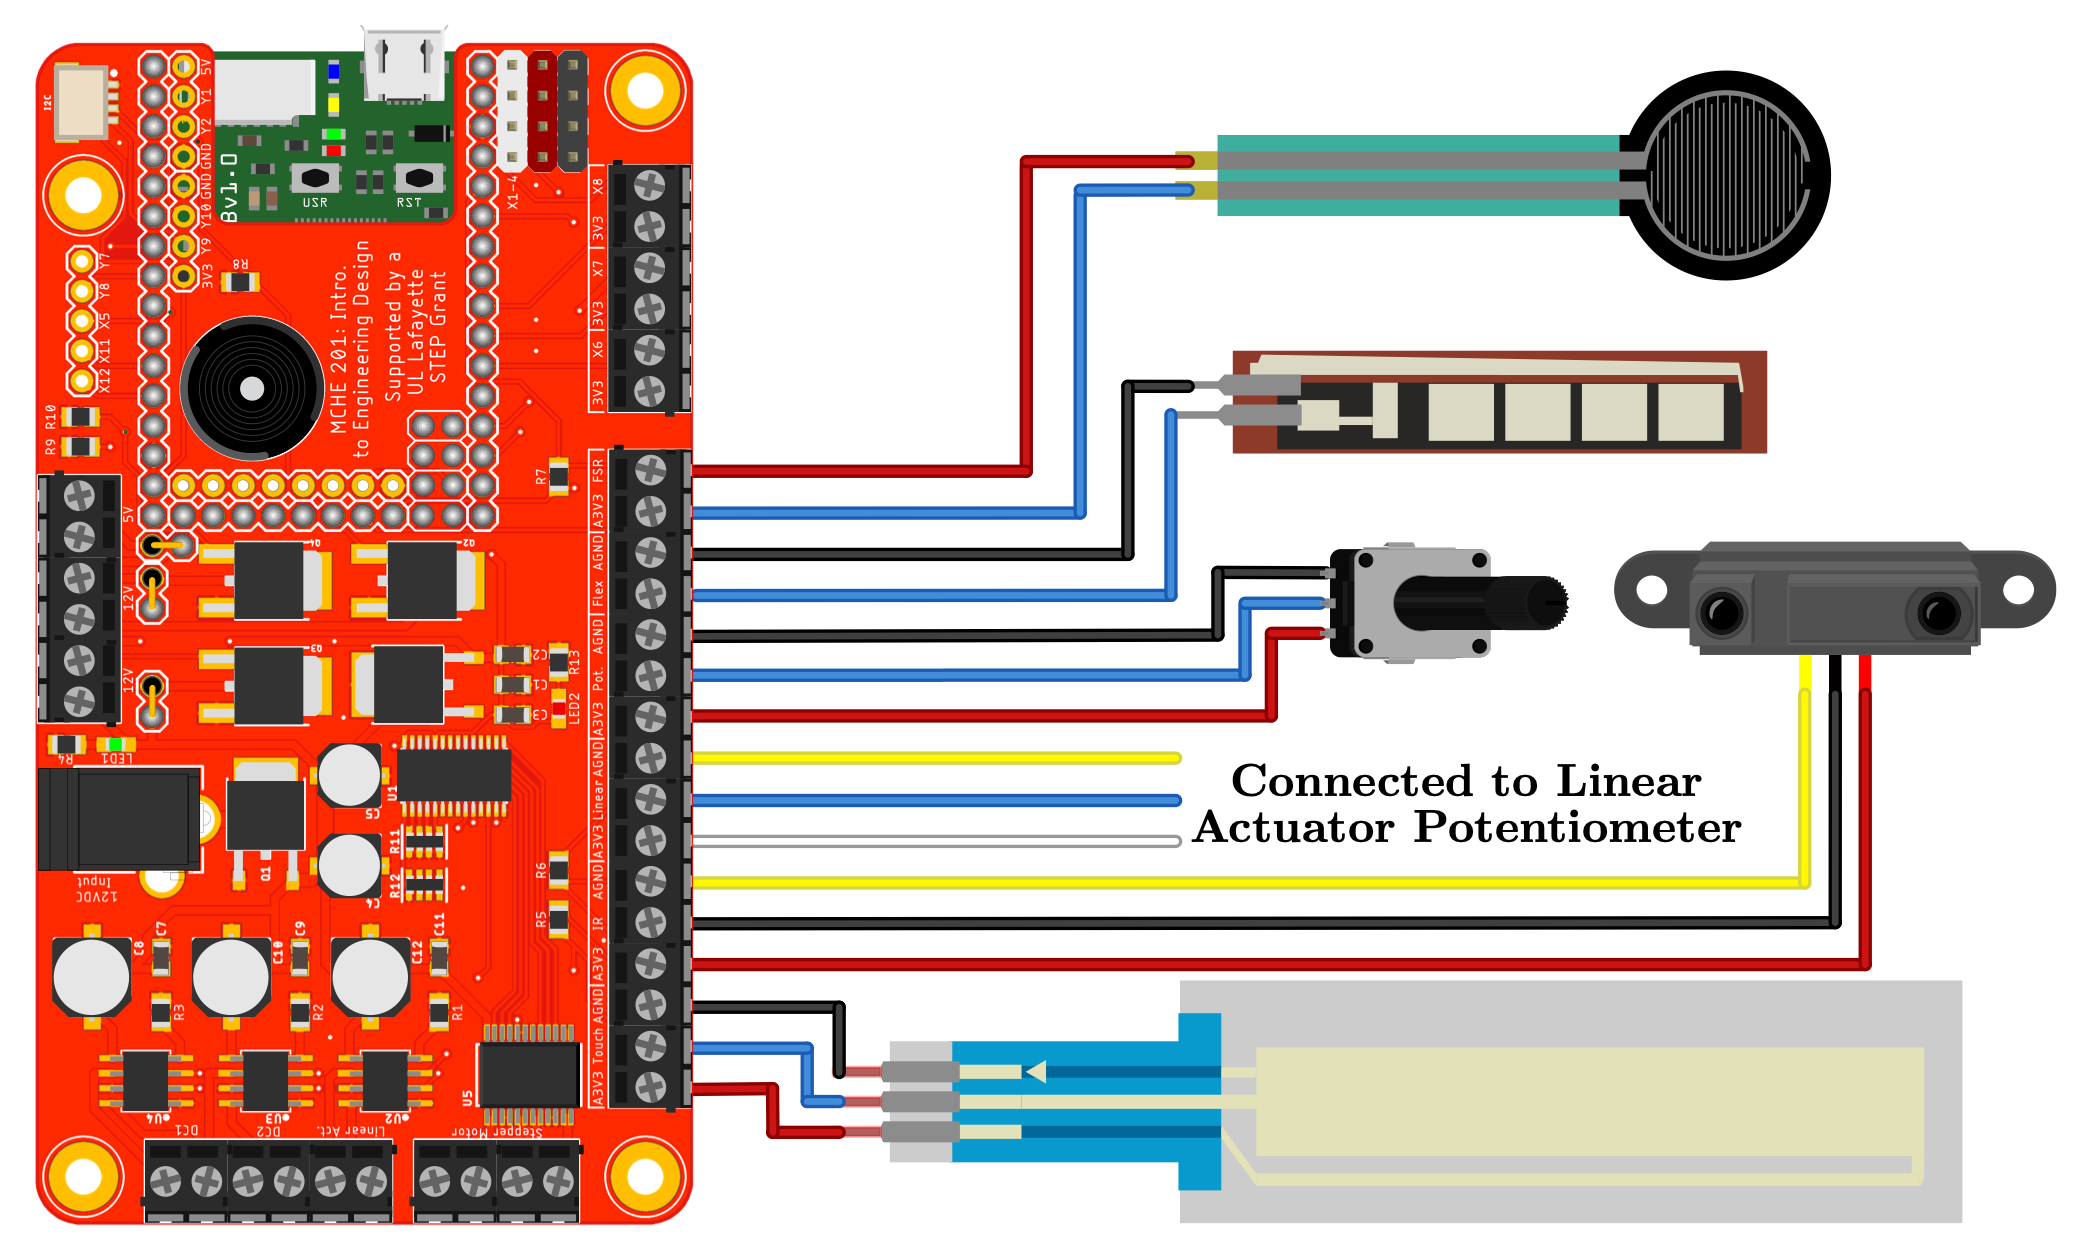 I2C
5V
Y1
Y2
GND
GND
Y10
Y9
3V3
Bv1.0
USR
RST
X1-4
Y7
Y8
X5
X11
X12
R8
MCHE 201: Intro.
to Engineering Design
Supported by a
UL Lafayette
STEP Grant
X8
3V3
X7
3V3
X6
3V3
R10
R9
R7
5V
12V
12V
Q4
Q2
Q3
C2
C1
C3
R13
LED2
R4
LED1
U1
C5
C4
Q1
R11
R12
12VDC
Input
R6
R5
C8
C7
C10
C9
C12
C11
R3
R2
R1
U4
U3
U2
U5
DC1
DC2
Linear Act.
Stepper Motor
FSR
A3V3
AGND
Flex
AGND
Pot.
A3V3
AGND
Linear
A3V3
AGND
IR
A3V3
AGND
Touch
A3V3
Connected to Linear
Actuator Potentiometer